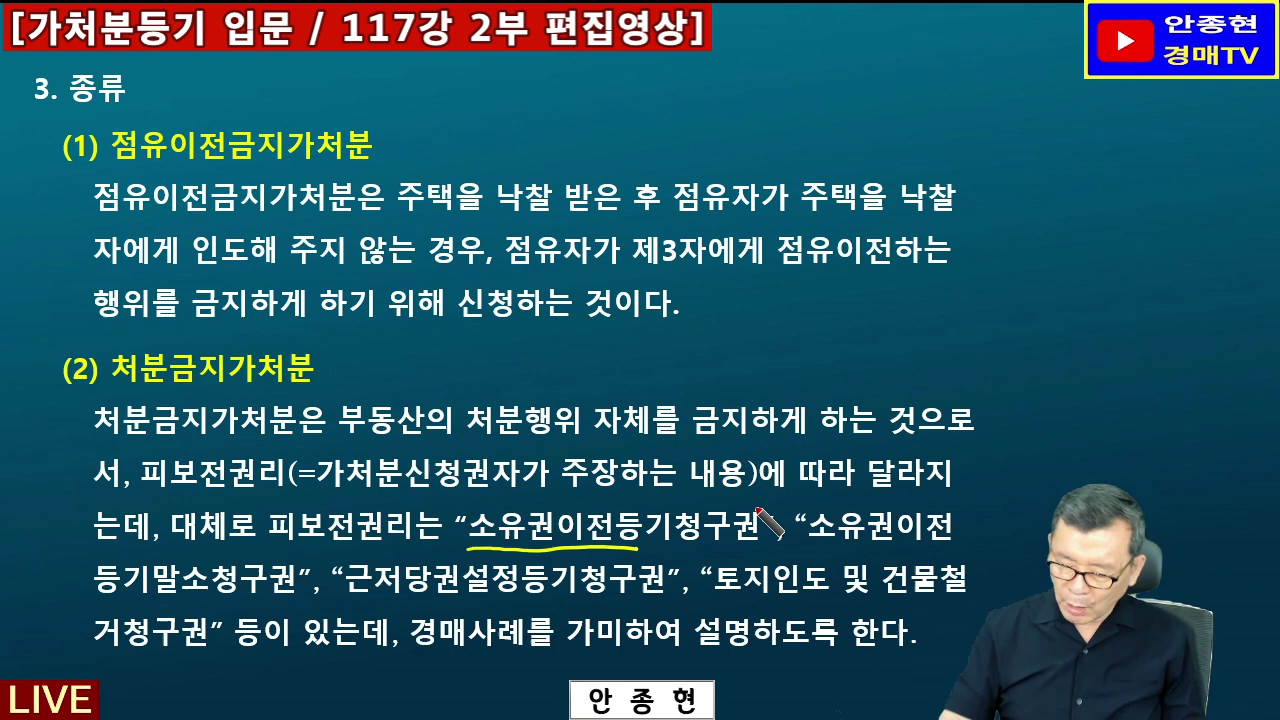 [가처분등기 입문 / 117강 2부 편집영상]
안종현
경매TV
3. 종류
(1) 점유이전금지가처분
점유이전금지가처분은 주택을 낙찰 받은 후 점유자가 주택을 낙찰
자에게 인도해 주지 않는 경우, 점유자가 제3자에게 점유이전하는
행위를 금지하게 하기 위해 신청하는 것이다.
(2) 처분금지가처분
처분금지가처분은 부동산의 처분행위 자체를 금지하게 하는 것으로
서, 피보전권리(=가처분신청권자가 주장하는 내용)에 따라 달라지
는데, 대체로 피보전권리는 “소유권이전등기청구권”, “소유권이전
등기말소청구권”, “근저당권설정등기청구권”, “토지인도 및 건물철
거청구권” 등이 있는데, 경매사례를 가미하여 설명하도록 한다.
LIVE
안 종 현